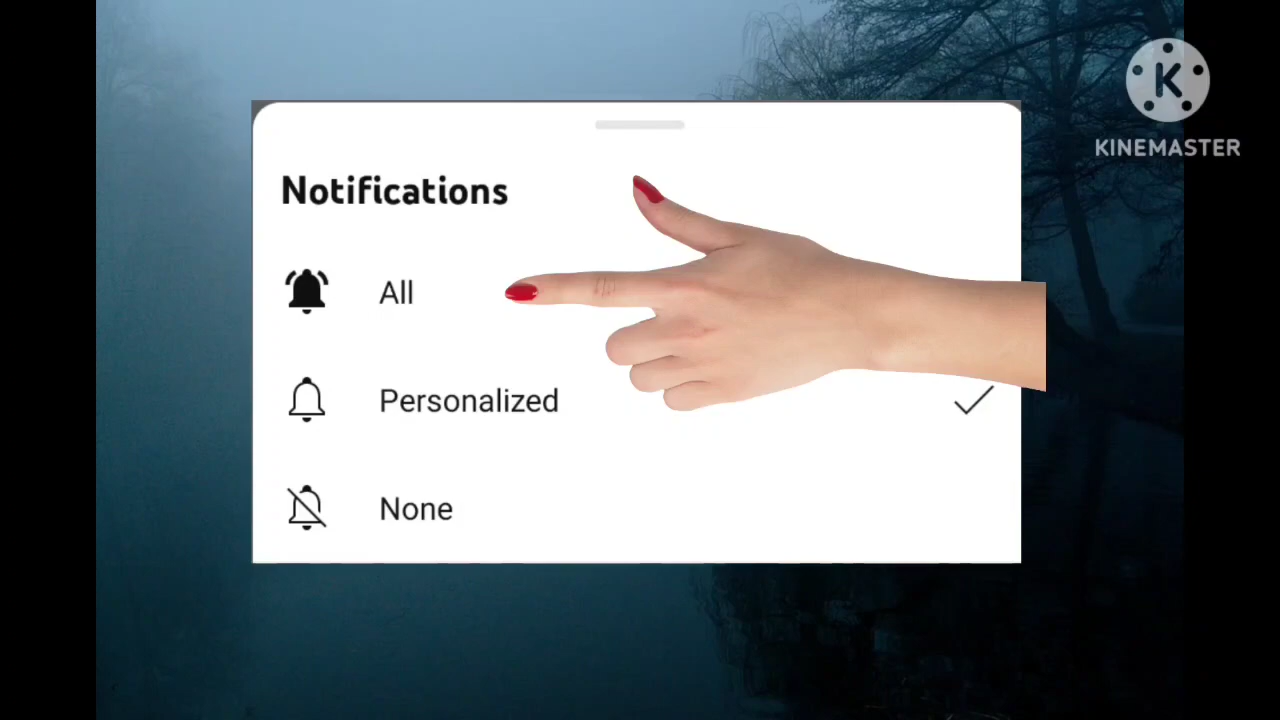 Notifications
All
Personalized
None
K
KINEMASTER